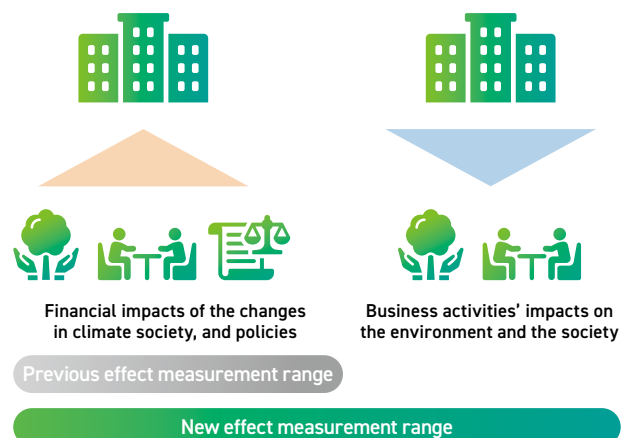 Financial impacts of the changes
in climate society, and policies
Business activities' impacts on
the environment and the society
Previous effect measurement range
New effect measurement range